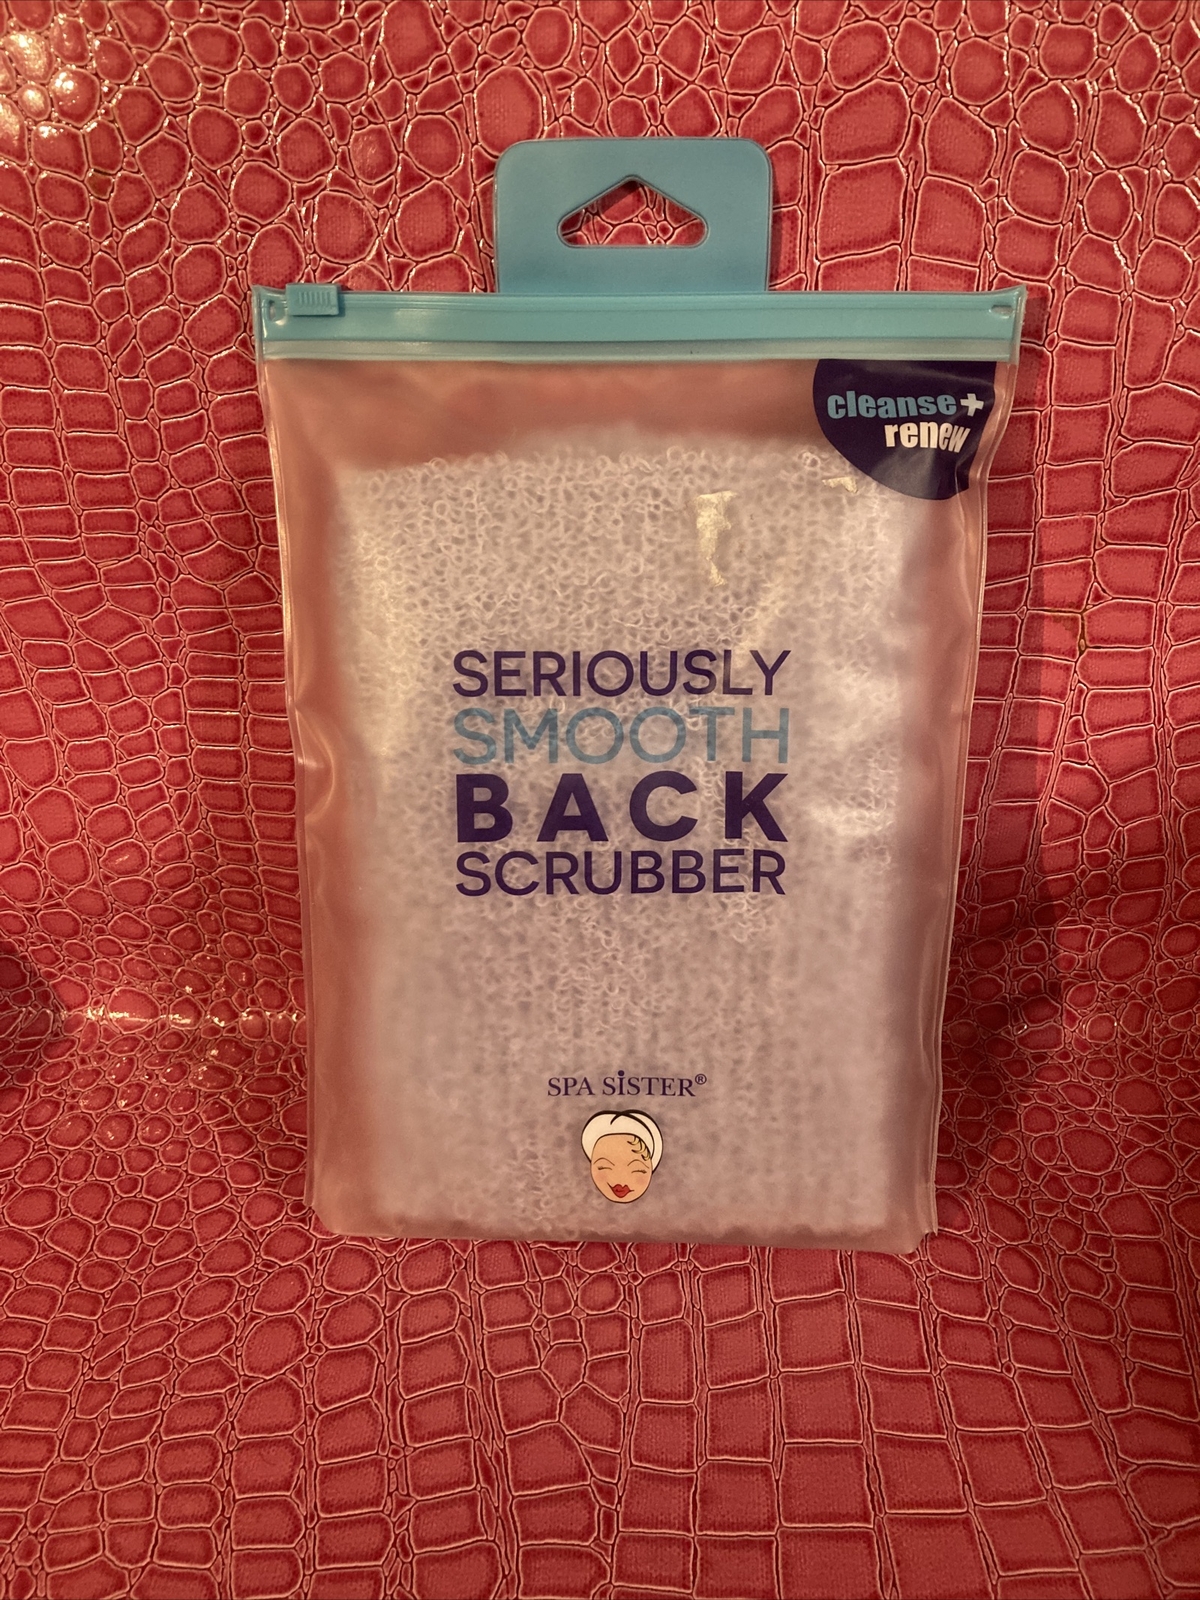 cleanse+
renew
SERIOUSLY
SMOOTH
BACK
SCRUBBER
SPA SiSTER®